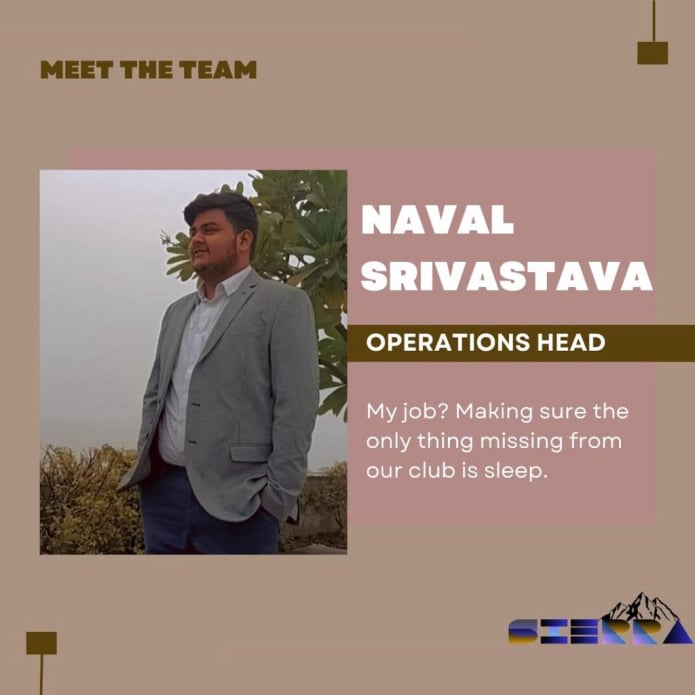 MEET THE TEAM
NAVAL
SRIVASTAVA
OPERATIONS HEAD
My job? Making sure the
only thing missing from
our club is sleep.
SIERRA